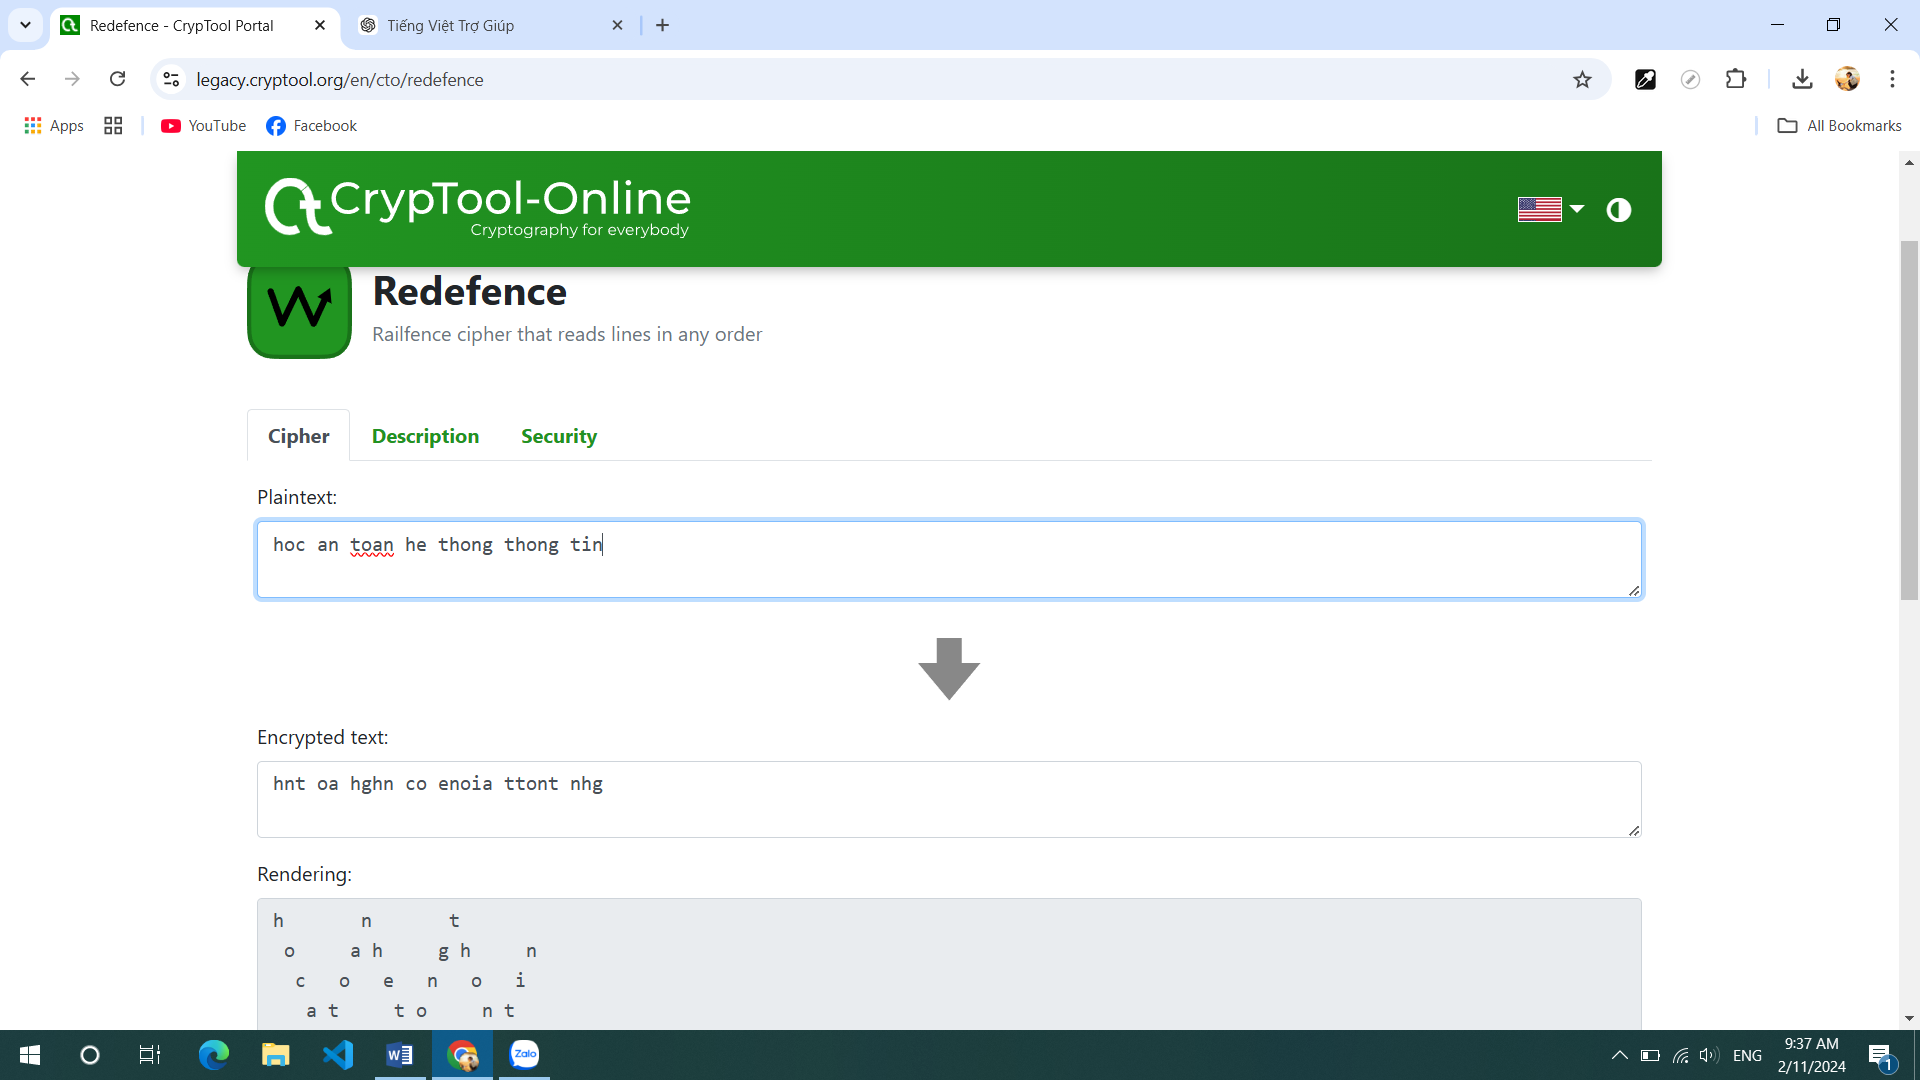 Redefence - CrypTool Portal
Tiếng Việt Trợ Giúp
legacy.cryptool.org/en/cto/redefence
Apps
YouTube
Facebook
All Bookmarks
CrypTool-Online
Cryptography for everybody
Redefence
Railfence cipher that reads lines in any order
Cipher
Description
Security
Plaintext:
hoc an toan he thong thong tin
Encrypted text:
hnt oa hghn co enoia ttont nhg
Rendering:
h       n       t
 o     a h     g h     n
  c   o   e   n   o   i
   a t     t o     n t
Zalo
ENG
9:37 AM
2/11/2024
1